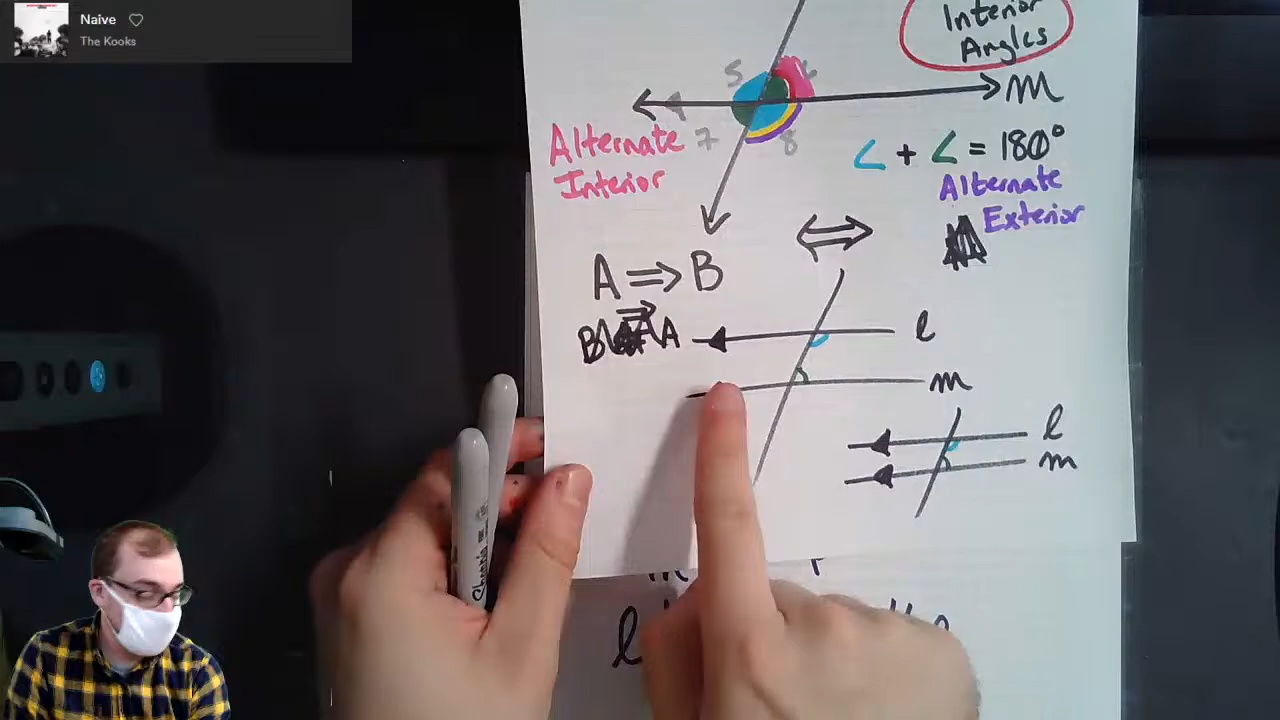 Naive
The Kooks
Interior
Angles
5
m
Alternate
Interior
7
8
∠ + ∠ = 180°
Alternate
Exterior
⟺
A ⟹ B
B ⟹ A
l
m
l
m
l